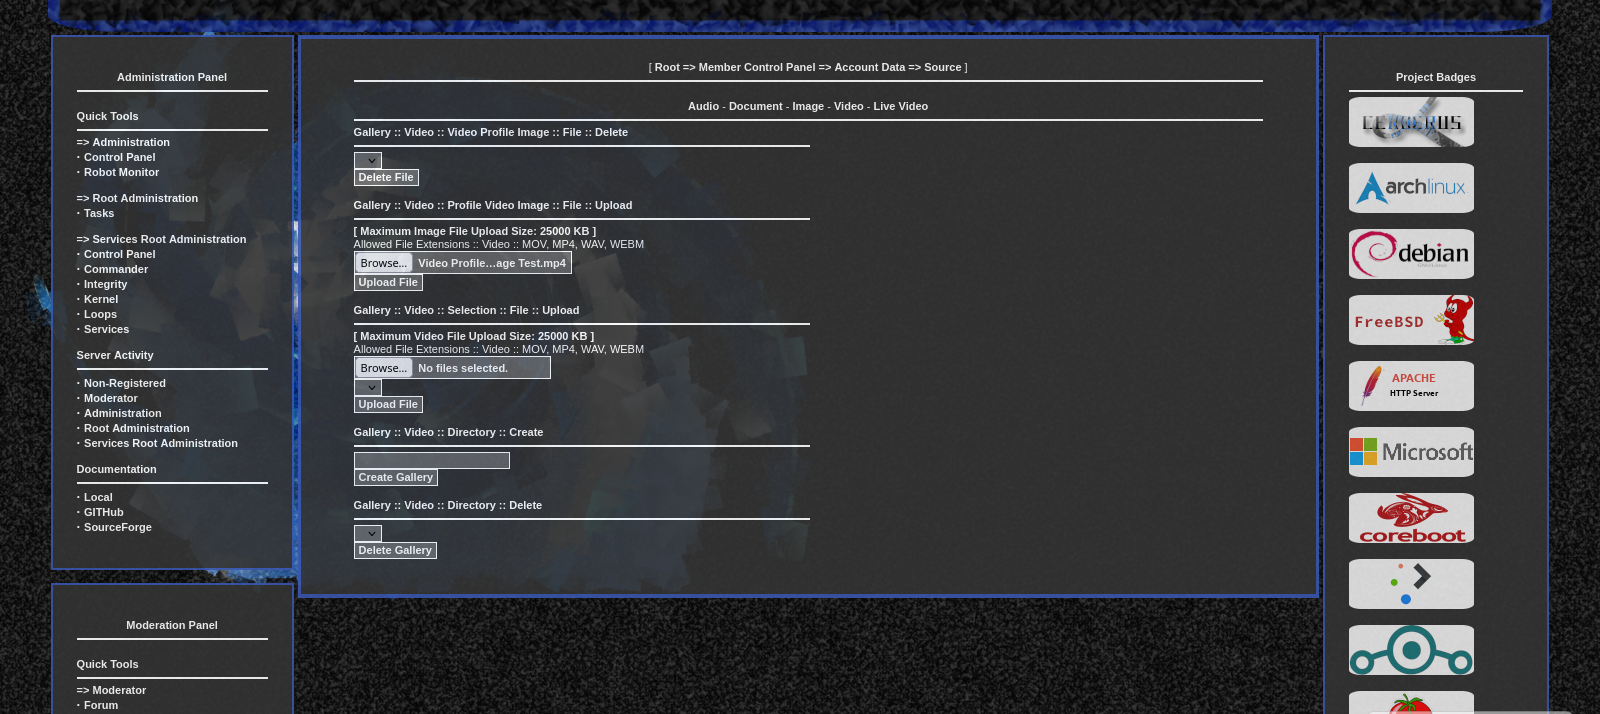 Administration Panel
Quick Tools
=> Administration
· Control Panel
· Robot Monitor
=> Root Administration
· Tasks
=> Services Root Administration
· Control Panel
· Commander
· Integrity
· Kernel
· Loops
· Services
Server Activity
· Non-Registered
· Moderator
· Administration
· Root Administration
· Services Root Administration
Documentation
· Local
· GITHub
· SourceForge
Moderation Panel
Quick Tools
=> Moderator
· Forum
[ Root => Member Control Panel => Account Data => Source ]
Audio - Document - Image - Video - Live Video
Gallery :: Video :: Video Profile Image :: File :: Delete
Delete File
Gallery :: Video :: Profile Video Image :: File :: Upload
[ Maximum Image File Upload Size: 25000 KB ]
Allowed File Extensions :: Video :: MOV, MP4, WAV, WEBM
Browse... Video Profile...age Test.mp4
Upload File
Gallery :: Video :: Selection :: File :: Upload
[ Maximum Video File Upload Size: 25000 KB ]
Allowed File Extensions :: Video :: MOV, MP4, WAV, WEBM
Browse... No files selected.
Upload File
Gallery :: Video :: Directory :: Create
Create Gallery
Gallery :: Video :: Directory :: Delete
Delete Gallery
Project Badges
CERBERUS
archlinux
debian
FreeBSD
APACHE
HTTP Server
Microsoft
coreboot